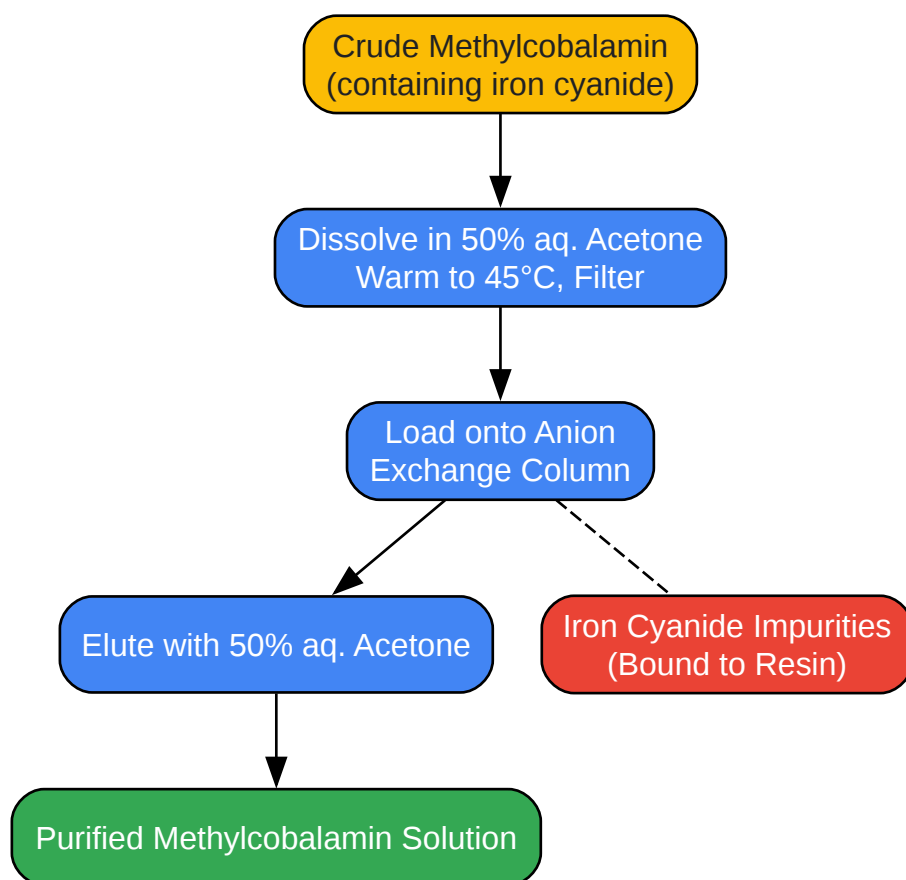 Crude Methylcobalamin
(containing iron cyanide)
Dissolve in 50% aq. Acetone
Warm to 45°C, Filter
Load onto Anion
Exchange Column
Elute with 50% aq. Acetone
Iron Cyanide Impurities
(Bound to Resin)
Purified Methylcobalamin Solution